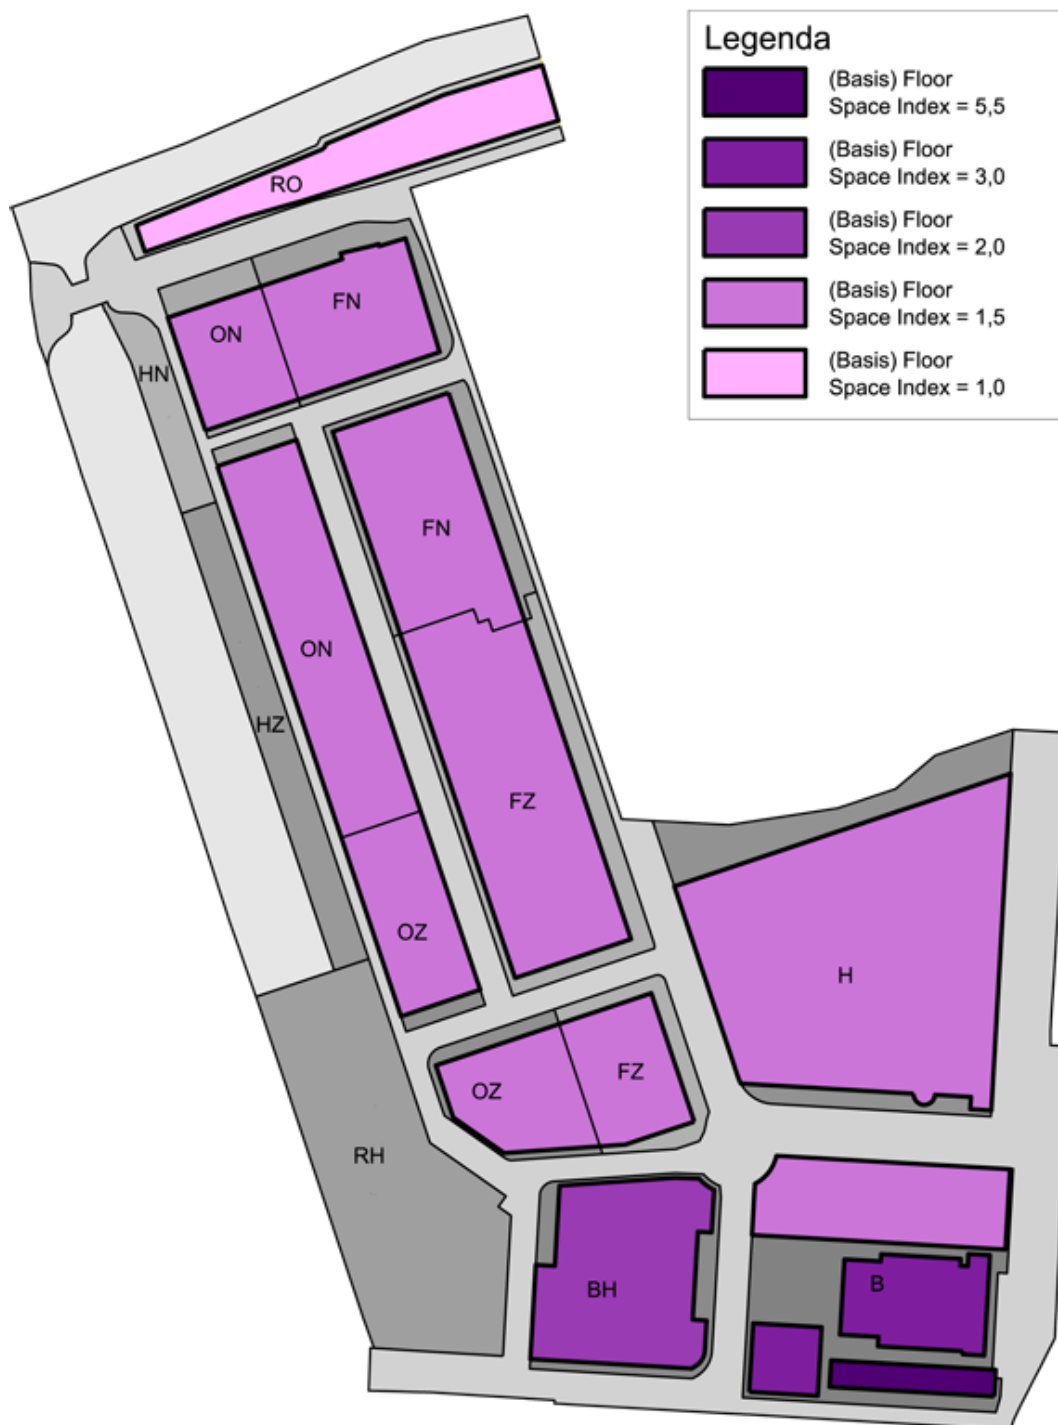 Legenda
(Basis) Floor
Space Index = 5,5
(Basis) Floor
Space Index = 3,0
(Basis) Floor
Space Index = 2,0
(Basis) Floor
Space Index = 1,5
(Basis) Floor
Space Index = 1,0
RO
FN
ON
HN
FN
ON
HZ
FZ
OZ
H
FZ
OZ
RH
B
BH